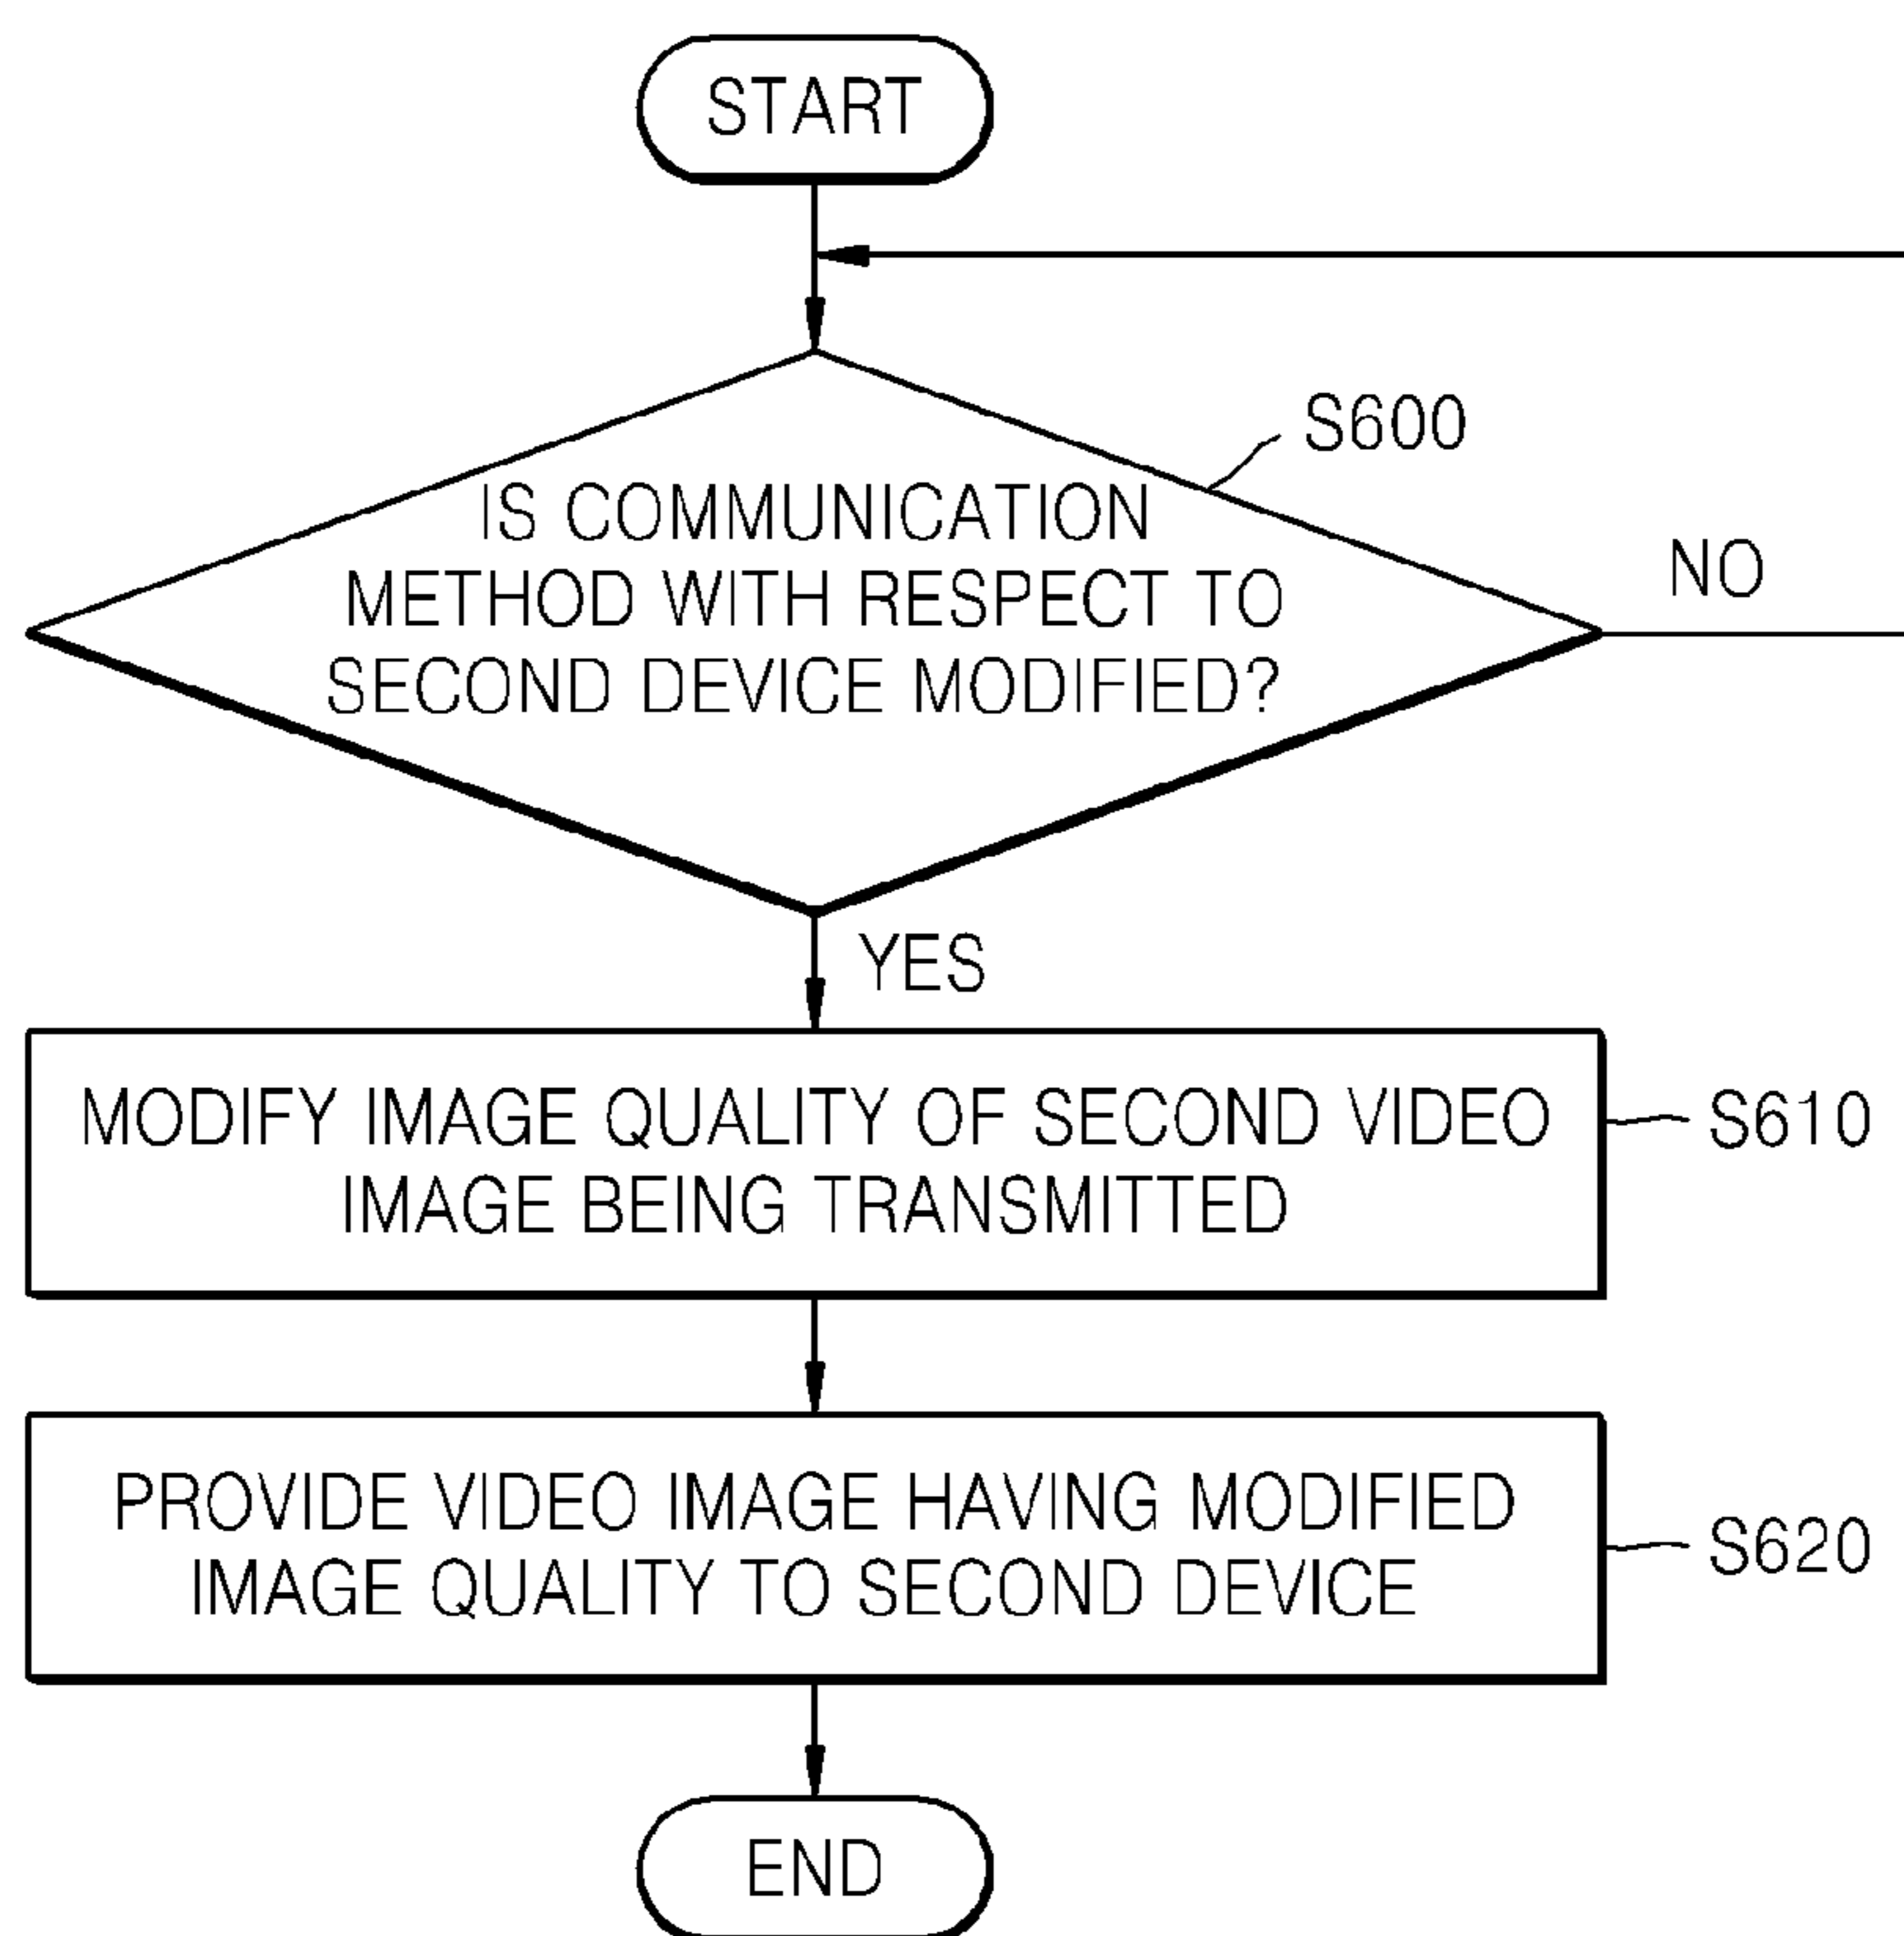 START
S600
IS COMMUNICATION
METHOD WITH RESPECT TO
SECOND DEVICE MODIFIED?
NO
YES
MODIFY IMAGE QUALITY OF SECOND VIDEO
IMAGE BEING TRANSMITTED
S610
PROVIDE VIDEO IMAGE HAVING MODIFIED
IMAGE QUALITY TO SECOND DEVICE
S620
END